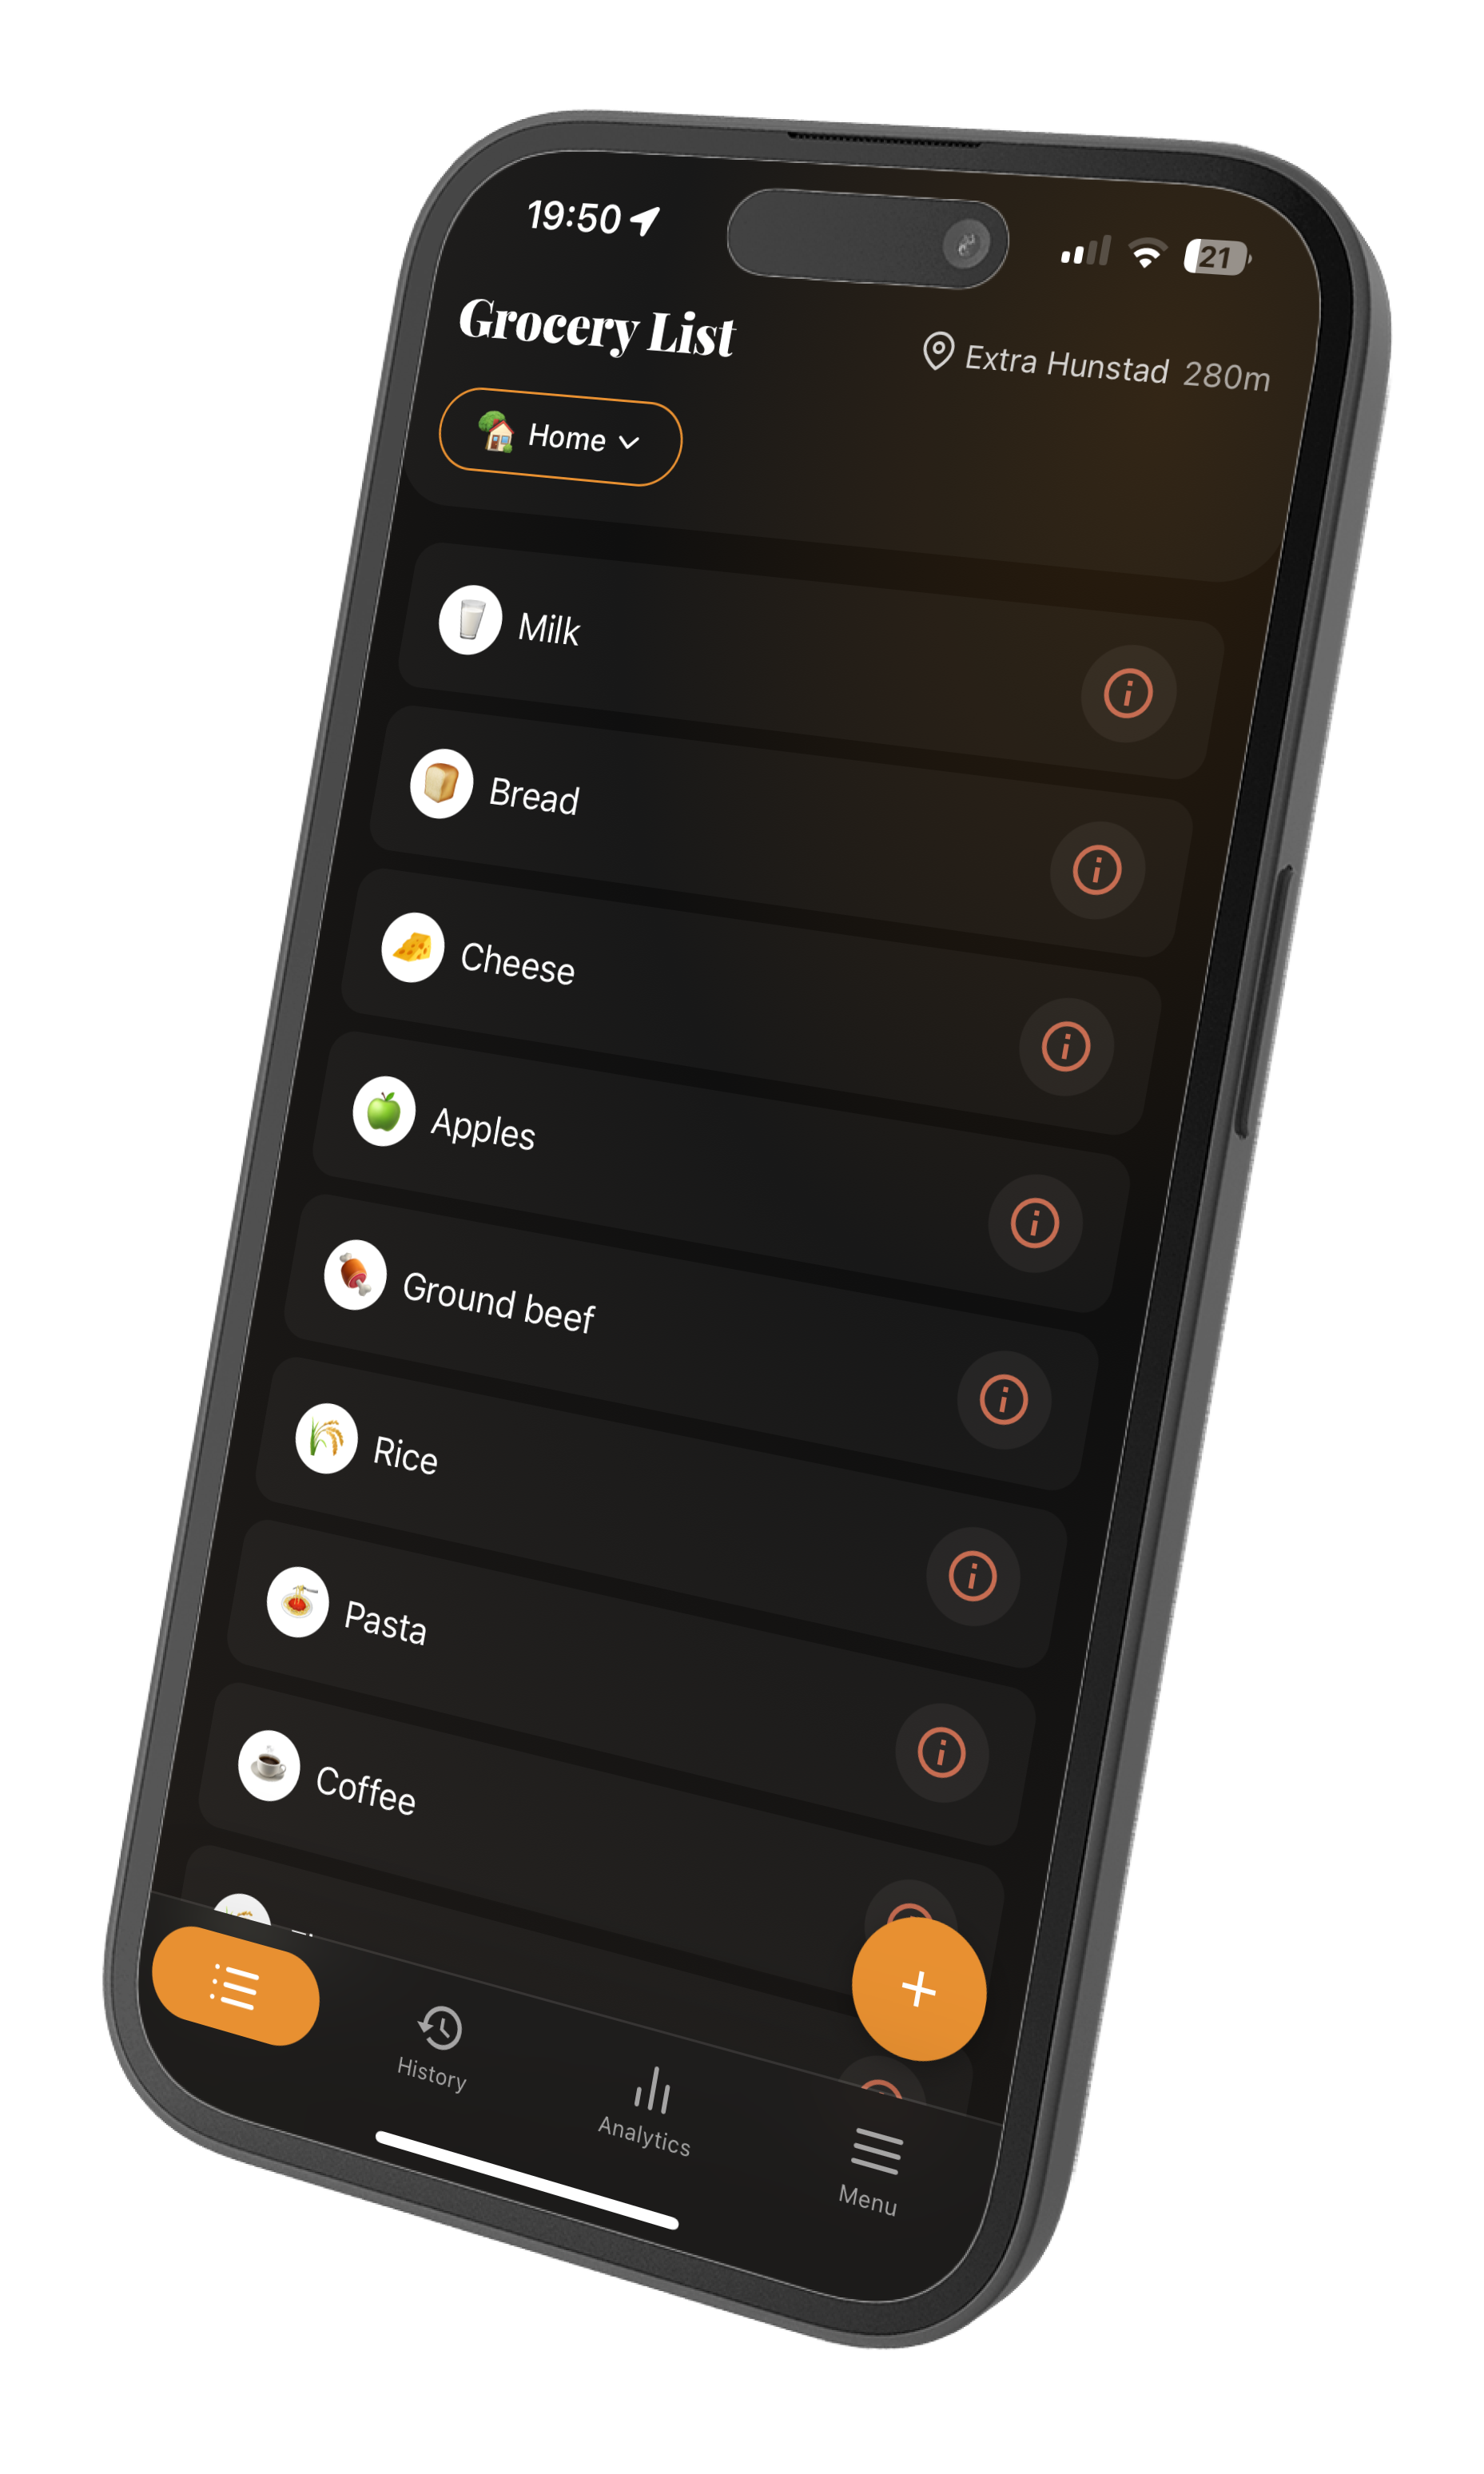 19:50
21
Grocery List
Extra Hunstad 280m
Home
Milk
Bread
Cheese
Apples
Ground beef
Rice
Pasta
Coffee
History
Analytics
Menu